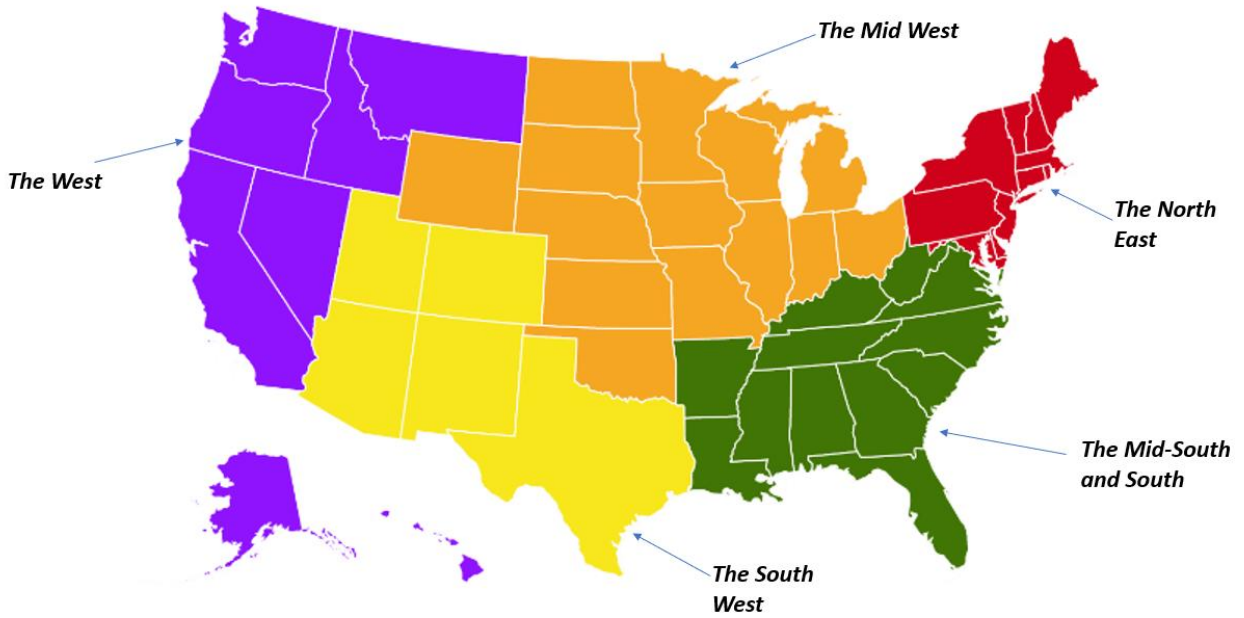 The Mid West
The West
The North
East
The Mid-South
and South
The South
West